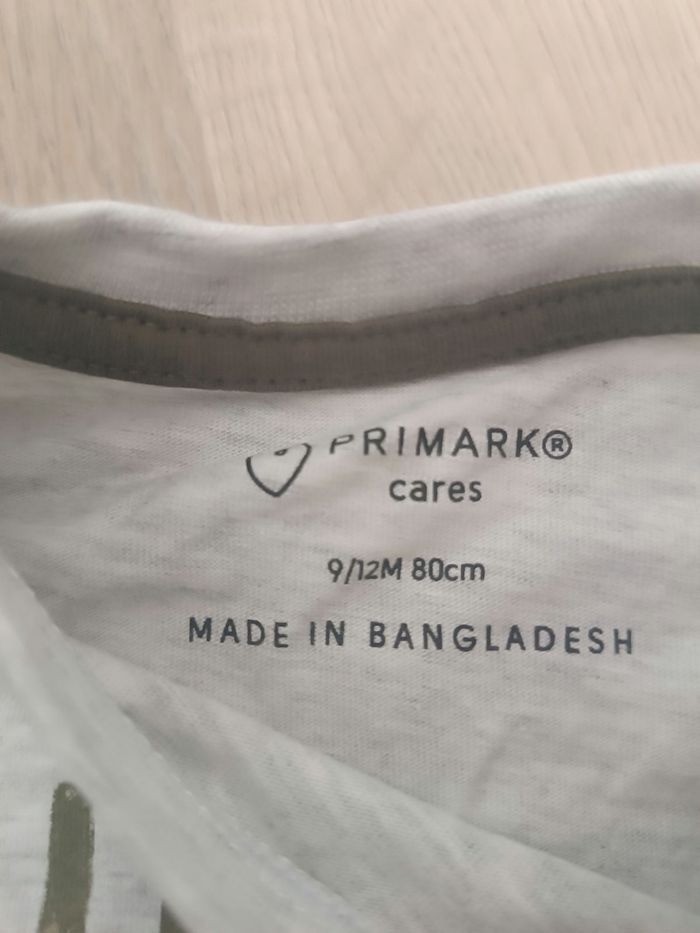 PRIMARK®
cares
9/12M 80cm
MADE IN BANGLADESH